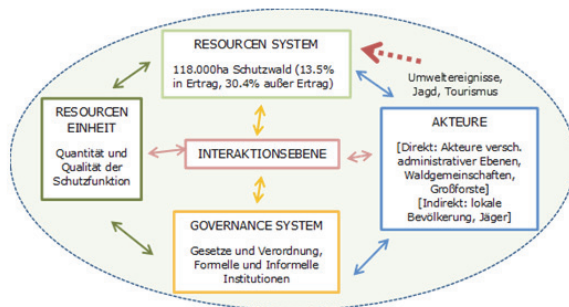 RESOURCEN SYSTEM
118.000ha Schutzwald (13.5%
in Ertrag, 30.4% außer Ertrag)
Umweltereignisse,
Jagd, Tourismus
RESOURCEN
EINHEIT
Quantität und
Qualität der
Schutzfunktion
INTERAKTIONSEBENE
AKTEURE
[Direkt: Akteure versch.
administrativer Ebenen,
Waldgemeinschaften,
Großforste]
[Indirekt: lokale
Bevölkerung, Jäger]
GOVERNANCE SYSTEM
Gesetze und Verordnung,
Formelle und Informelle
Institutionen